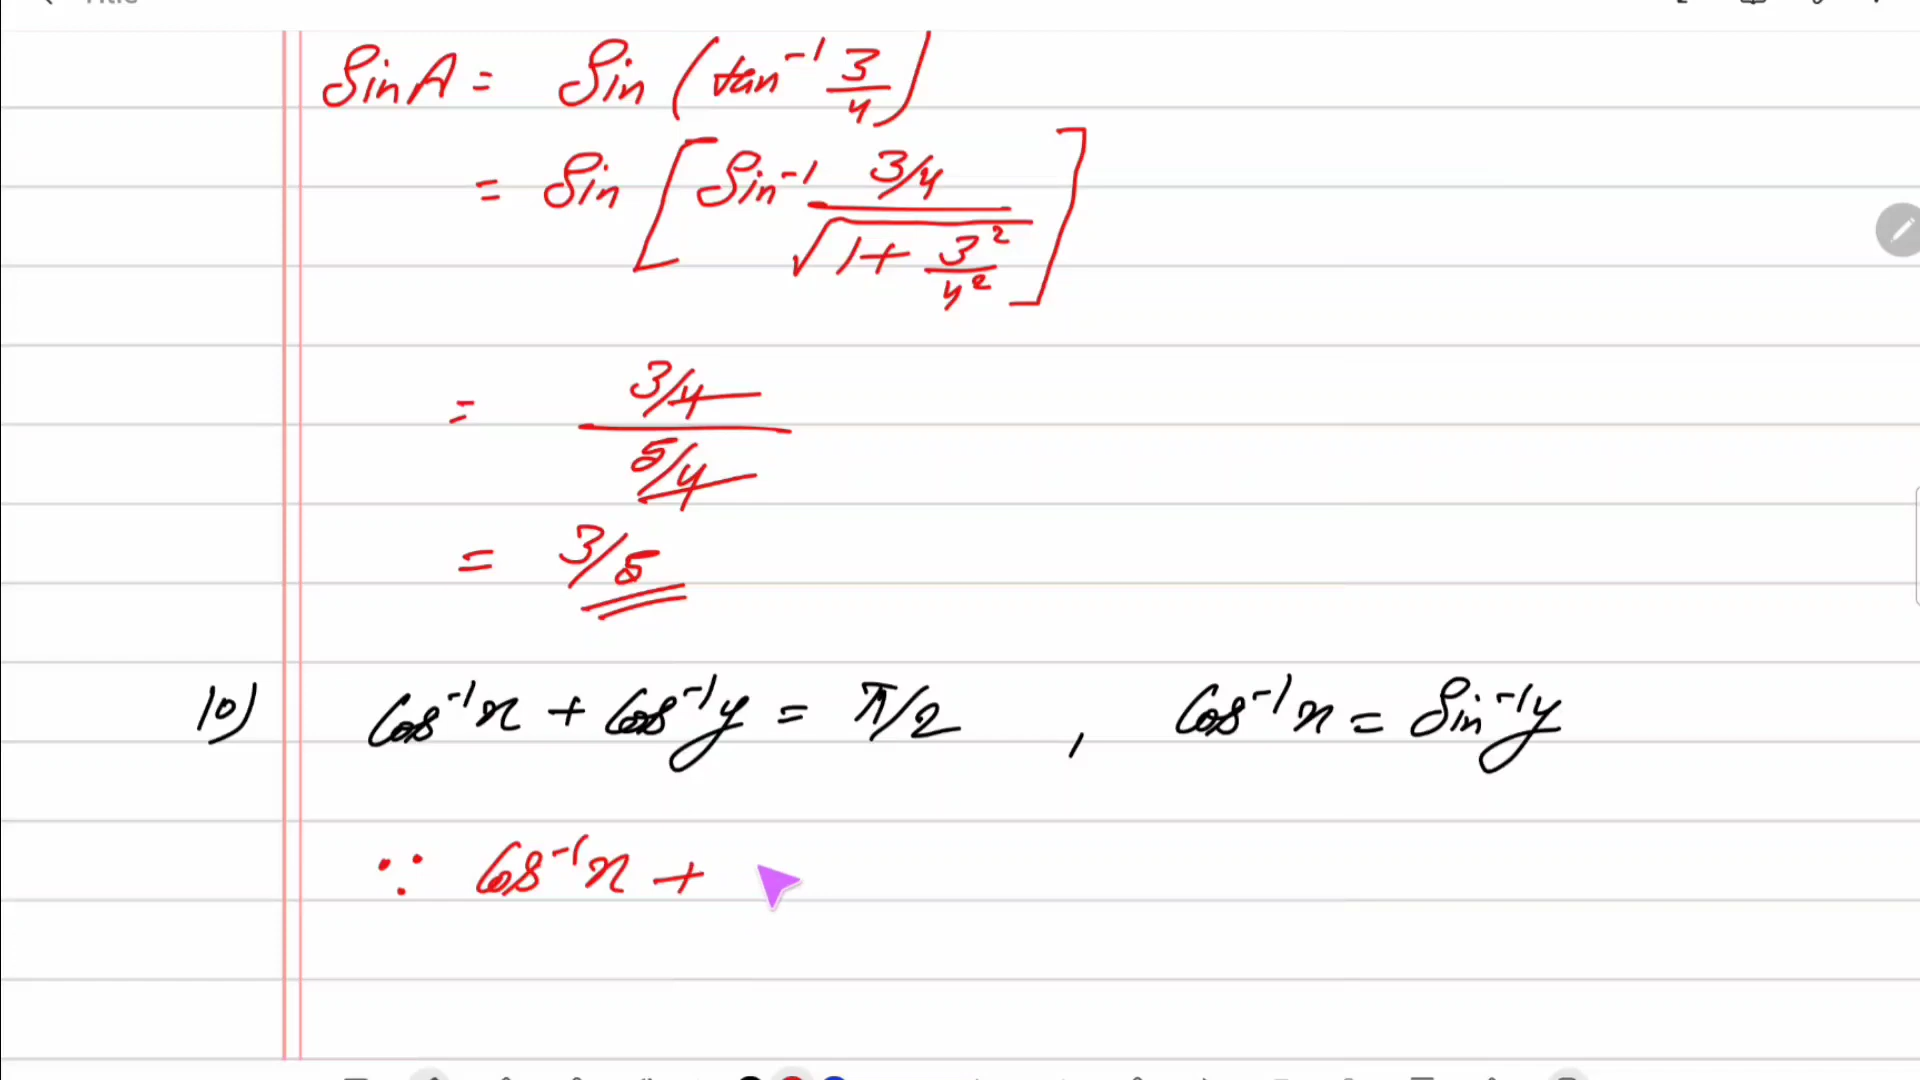 Title
Sin A = Sin (tan⁻¹ 3/4)
= Sin [Sin⁻¹ (3/4)/√(1 + 3²/4²)]
= (3/4)/(5/4)
= 3/5
10) Cos⁻¹x + Cos⁻¹y = π/2 , Cos⁻¹x = Sin⁻¹y
∵ Cos⁻¹x +